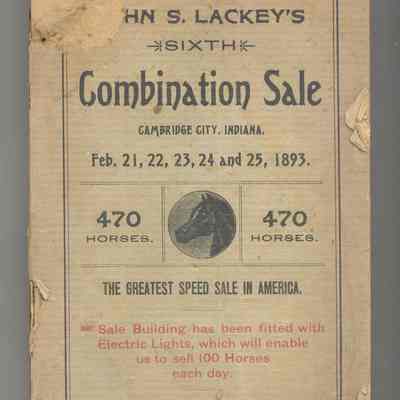 HN S. LACKEY'S
SIXTH
Combination Sale
CAMBRIDGE CITY, INDIANA.
Feb. 21, 22, 23, 24 and 25, 1893.
470 470
HORSES. HORSES.
THE GREATEST SPEED SALE IN AMERICA.
Sale Building has been fitted with
Electric Lights, which will enable
us to sell 100 Horses
each day.